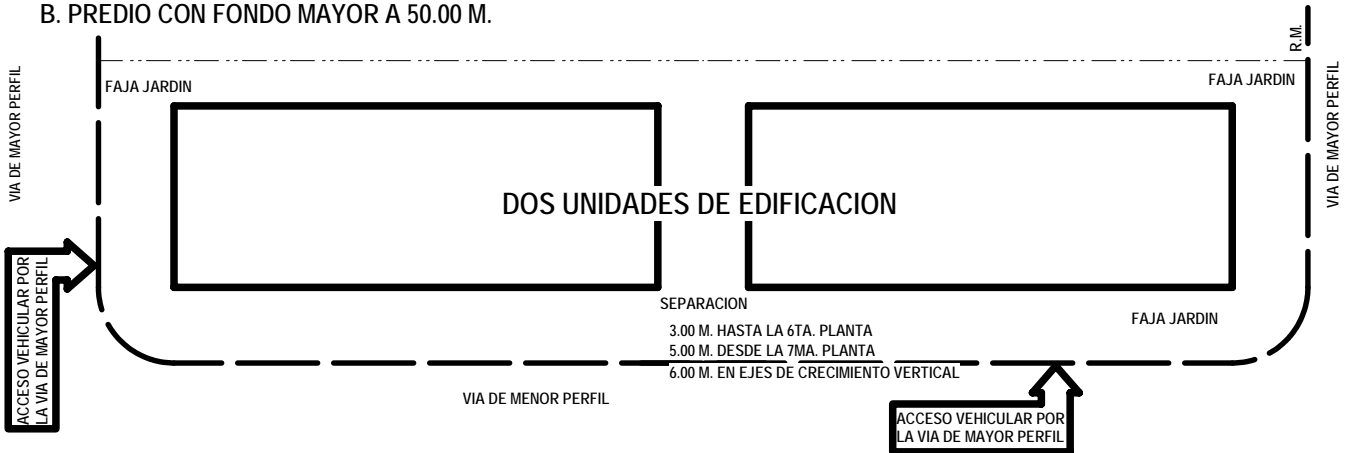 B. PREDIO CON FONDO MAYOR A 50.00 M.
R.M.
VIA DE MAYOR PERFIL
FAJA JARDIN
FAJA JARDIN
VIA DE MAYOR PERFIL
DOS UNIDADES DE EDIFICACION
ACCESO VEHICULAR POR
LA VIA DE MAYOR PERFIL
SEPARACION
3.00 M. HASTA LA 6TA. PLANTA
5.00 M. DESDE LA 7MA. PLANTA
6.00 M. EN EJES DE CRECIMIENTO VERTICAL
FAJA JARDIN
VIA DE MENOR PERFIL
ACCESO VEHICULAR POR
LA VIA DE MAYOR PERFIL